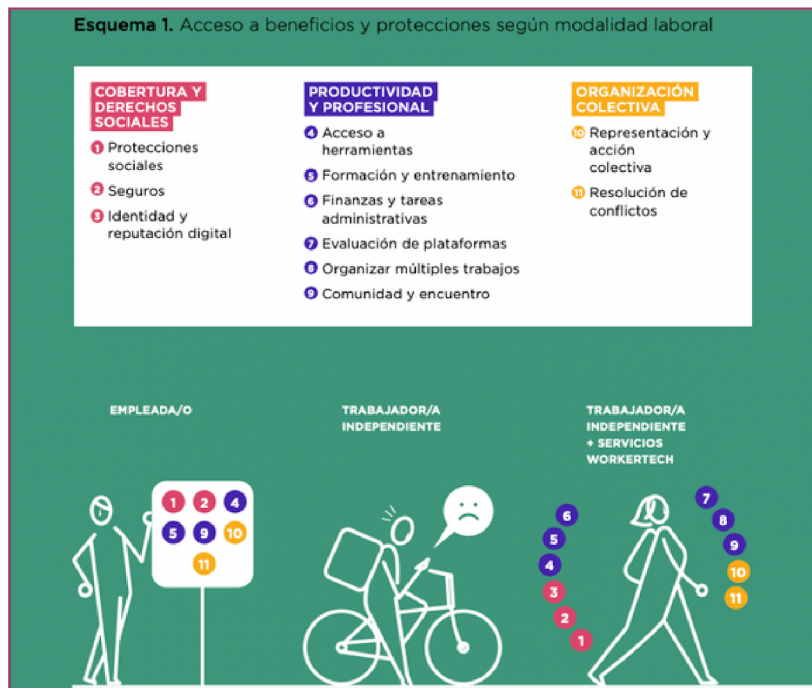 Esquema 1. Acceso a beneficios y protecciones según modalidad laboral
COBERTURA Y
DERECHOS
SOCIALES
1 Protecciones
sociales
2 Seguros
3 Identidad y
reputación digital
PRODUCTIVIDAD
Y PROFESIONAL
4 Acceso a
herramientas
5 Formación y entrenamiento
6 Finanzas y tareas
administrativas
7 Evaluación de plataformas
8 Organizar múltiples trabajos
9 Comunidad y encuentro
ORGANIZACIÓN
COLECTIVA
10 Representación y
acción
colectiva
11 Resolución de
conflictos
EMPLEADA/O
1 2 4
5 9 10
11
TRABAJADOR/A
INDEPENDIENTE
TRABAJADOR/A
INDEPENDIENTE
+ SERVICIOS
WORKERTECH
6
5
4
3
2
1
7
8
9
10
11